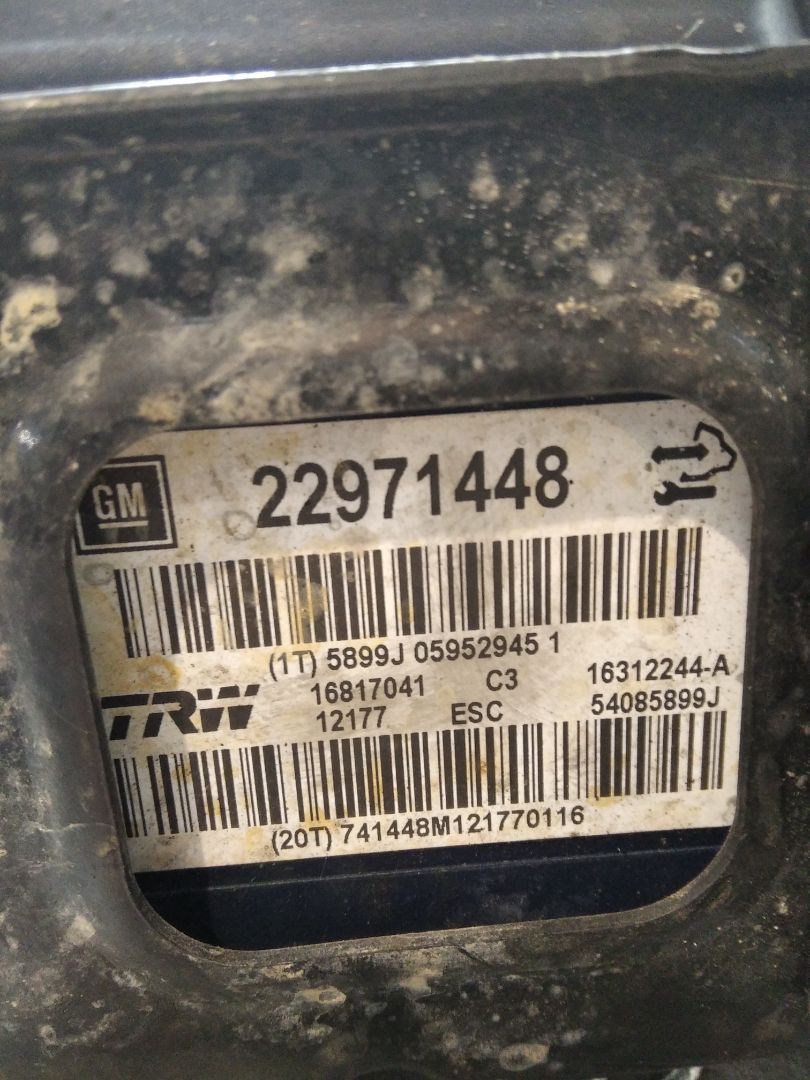 GM 22971448
(1T) 5899J 05952945 1
TRW 16817041 C3 16312244-A
12177 ESC 54085899J
(20T) 741448M121770116